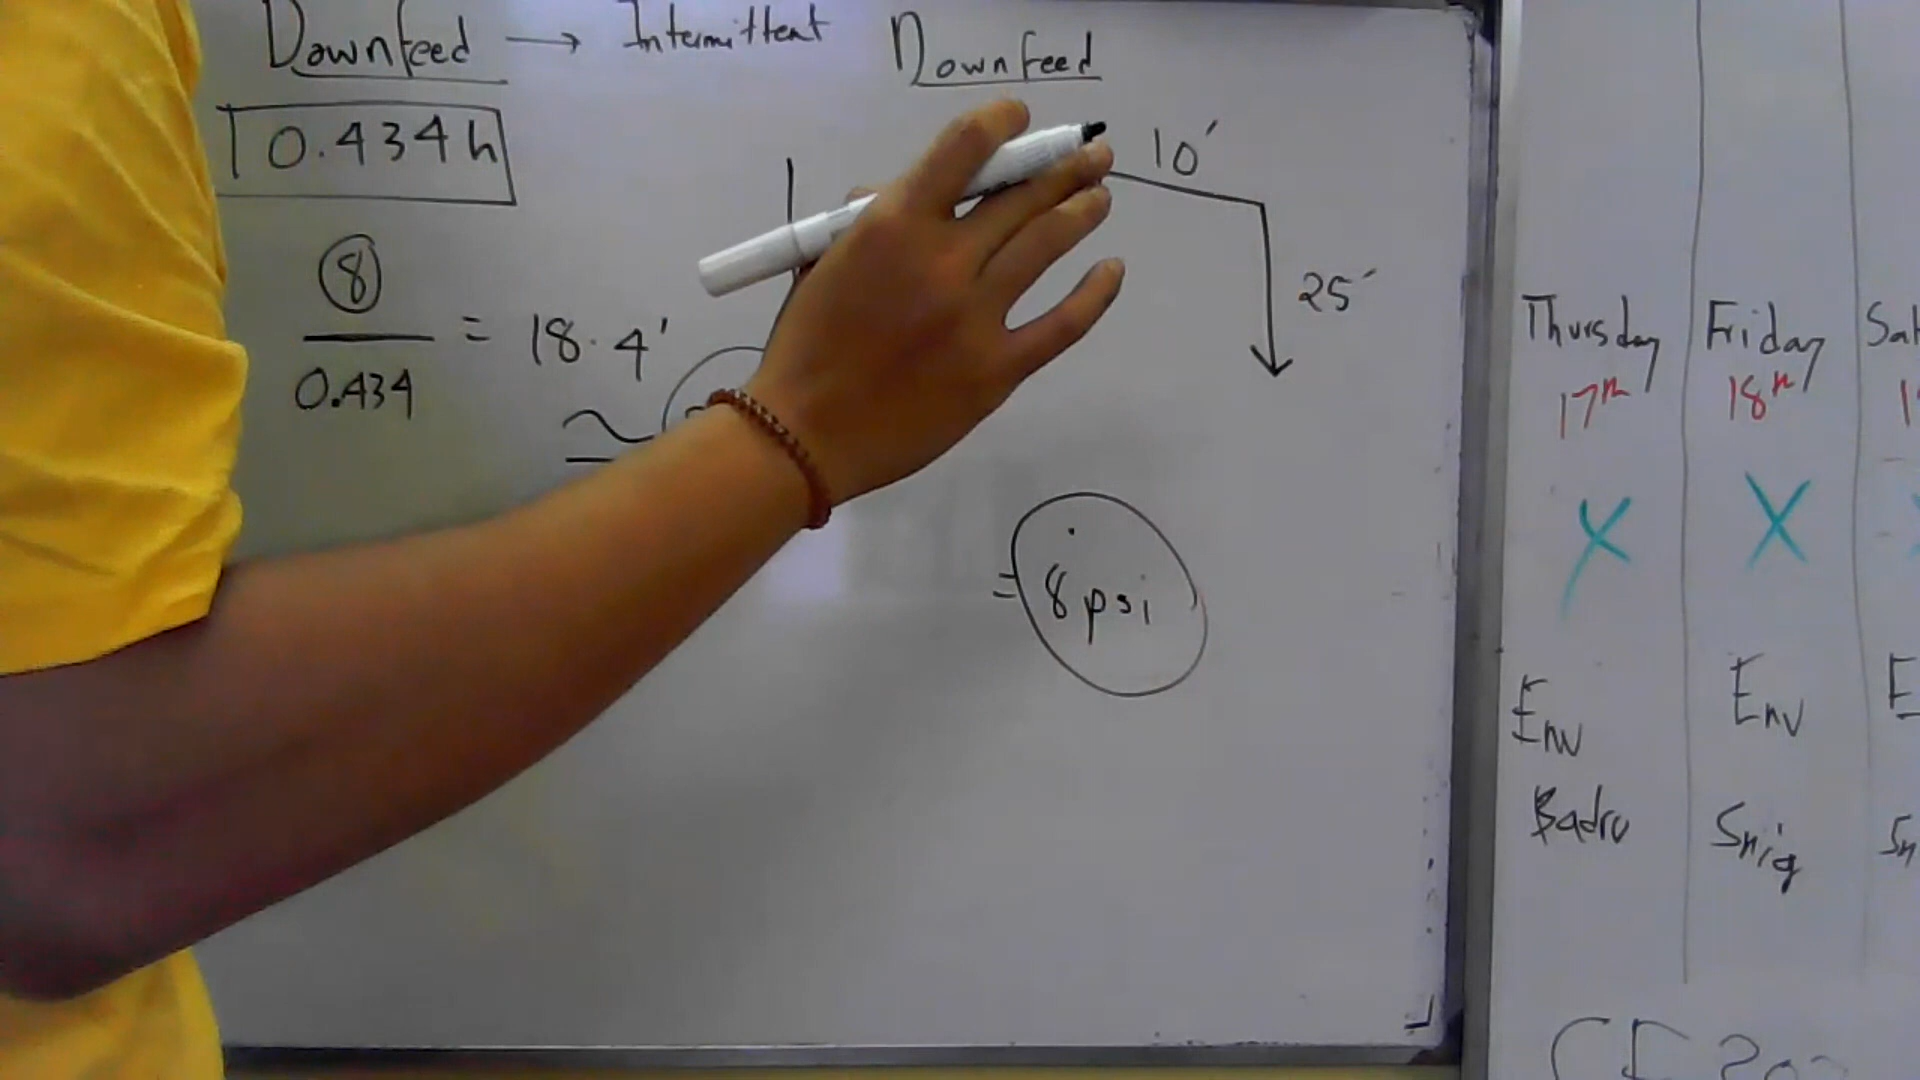 Downfeed → Intermittent Downfeed
0.434h
10'
25'
8
0.434
= 18.4'
≈
= 8 psi
Thursday Friday
17th 18th
X X
Env Env
Badru Sniq